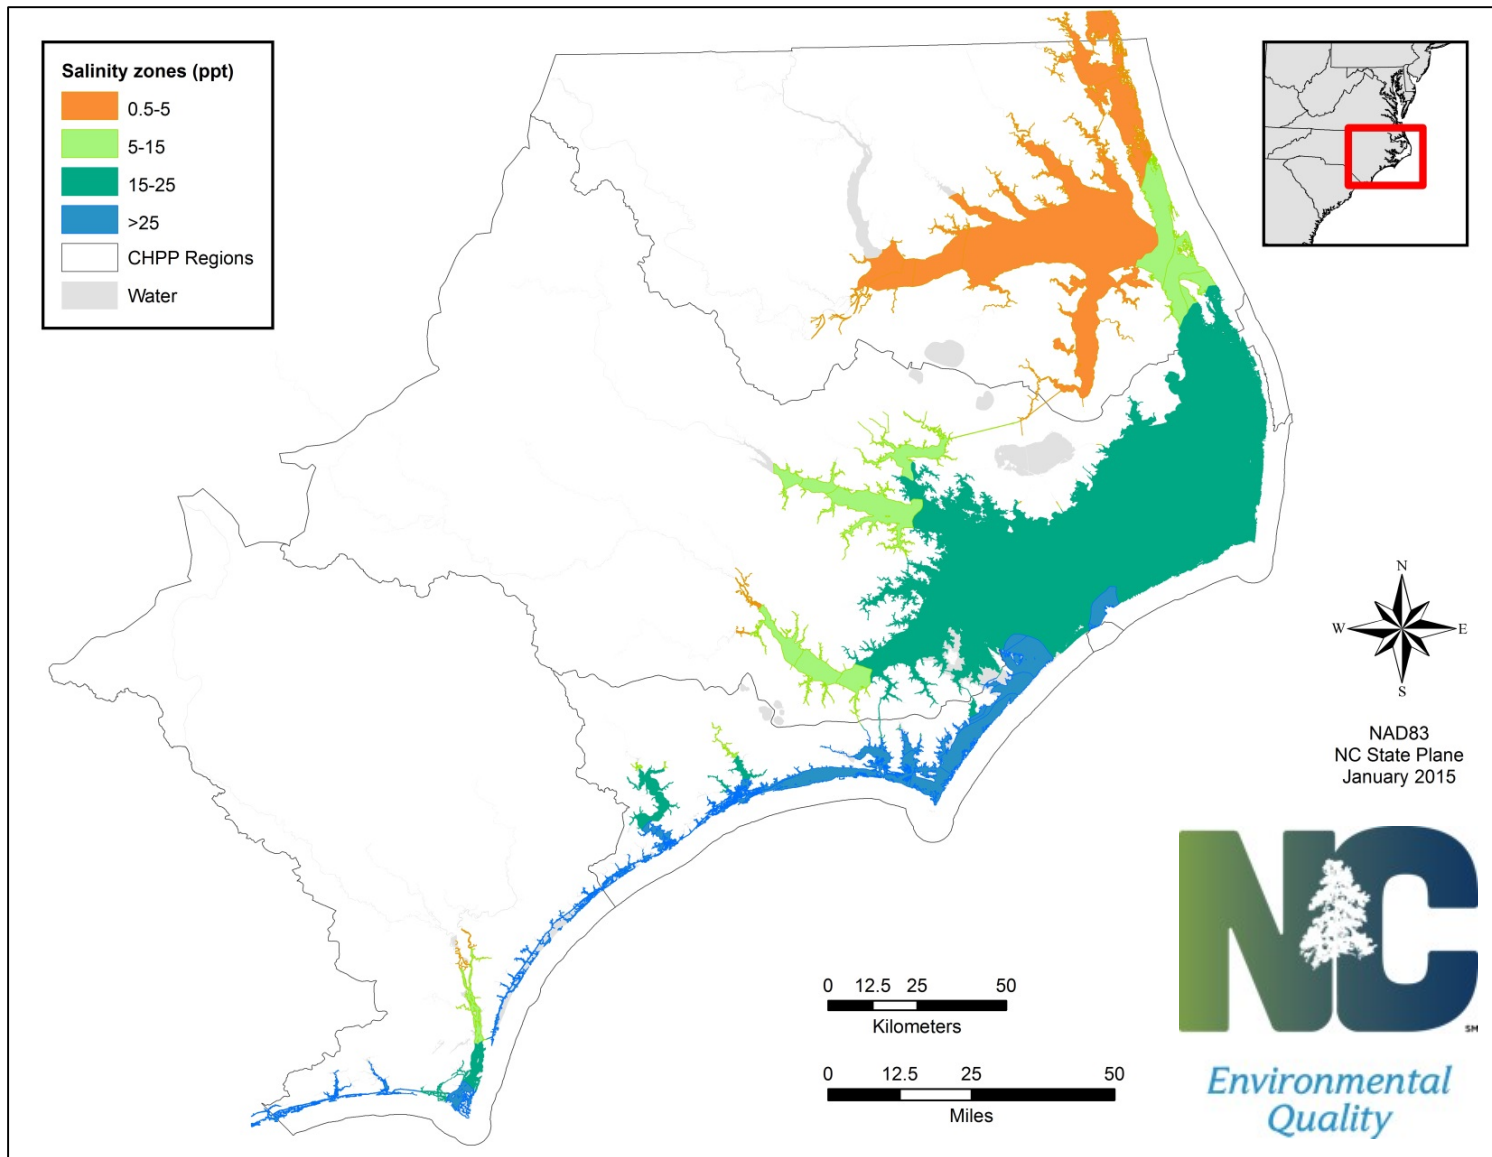 Salinity zones (ppt)
0.5-5
5-15
15-25
>25
CHPP Regions
Water
N
W
E
S
NAD83
NC State Plane
January 2015
0 12.5 25 50
Kilometers
0 12.5 25 50
Miles
NC
SM
Environmental
Quality